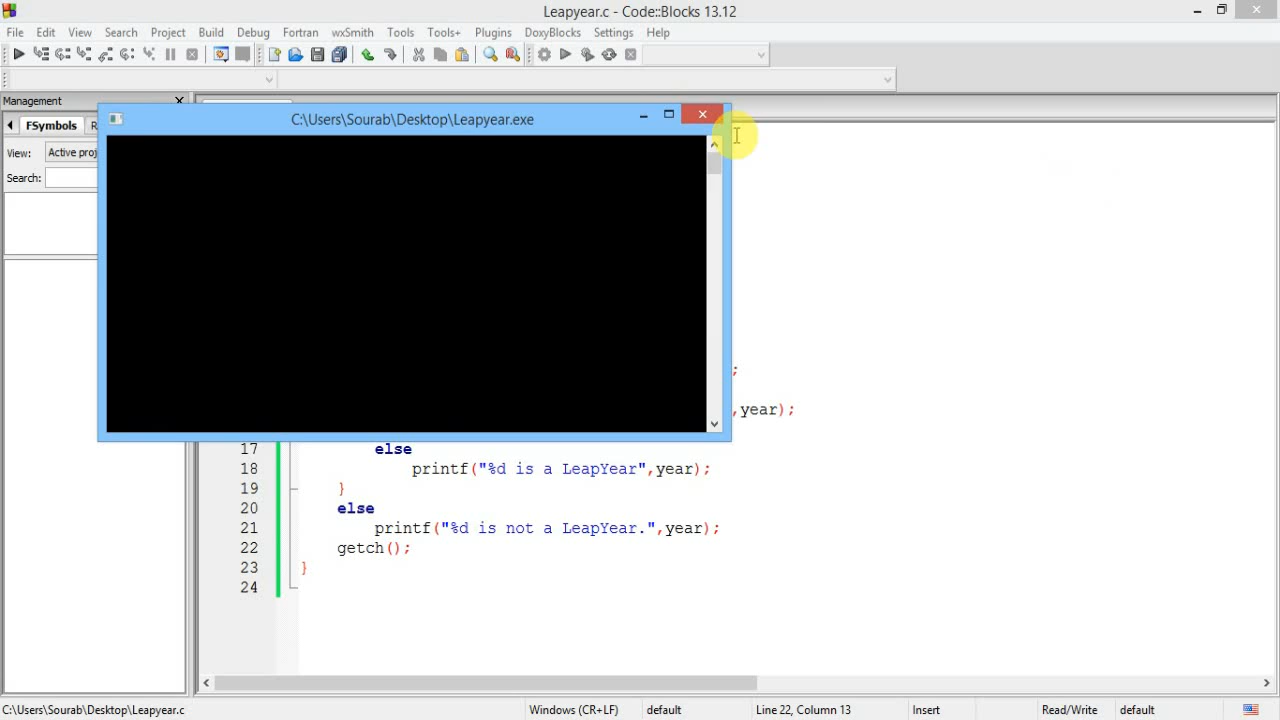 Leapyear.c - Code::Blocks 13.12
File Edit View Search Project Build Debug Fortran wxSmith Tools Tools+ Plugins DoxyBlocks Settings Help
Management
FSymbols R
View: Active proj
Search:
C:\Users\Sourab\Desktop\Leapyear.exe
;
,year);
17 else
18 printf("%d is a LeapYear",year);
19 }
20 else
21 printf("%d is not a LeapYear.",year);
22 getch();
23 }
24
C:\Users\Sourab\Desktop\Leapyear.c Windows (CR+LF) default Line 22, Column 13 Insert Read/Write default